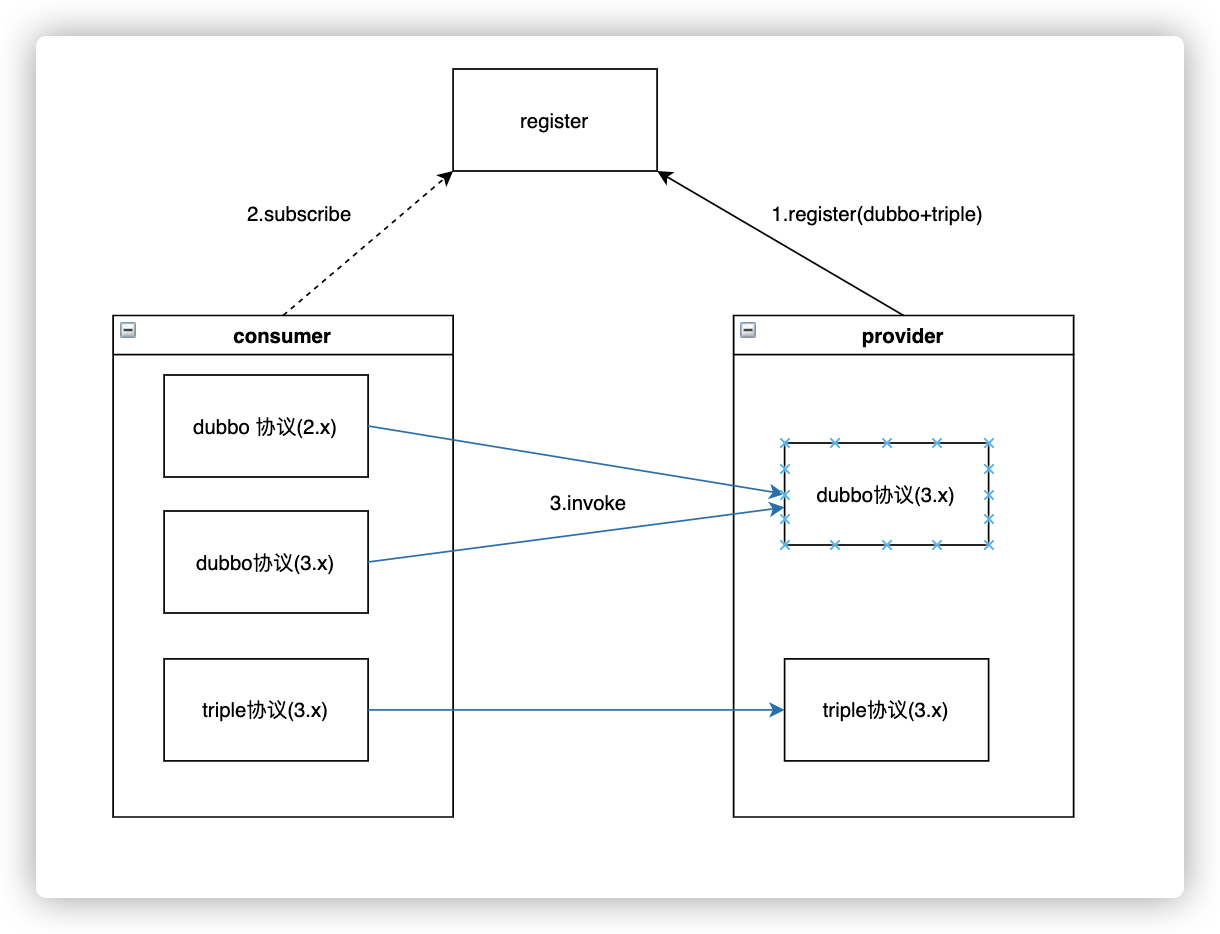 register
2.subscribe
1.register(dubbo+triple)
consumer
provider
dubbo 协议(2.x)
dubbo协议(3.x)
3.invoke
dubbo协议(3.x)
triple协议(3.x)
triple协议(3.x)